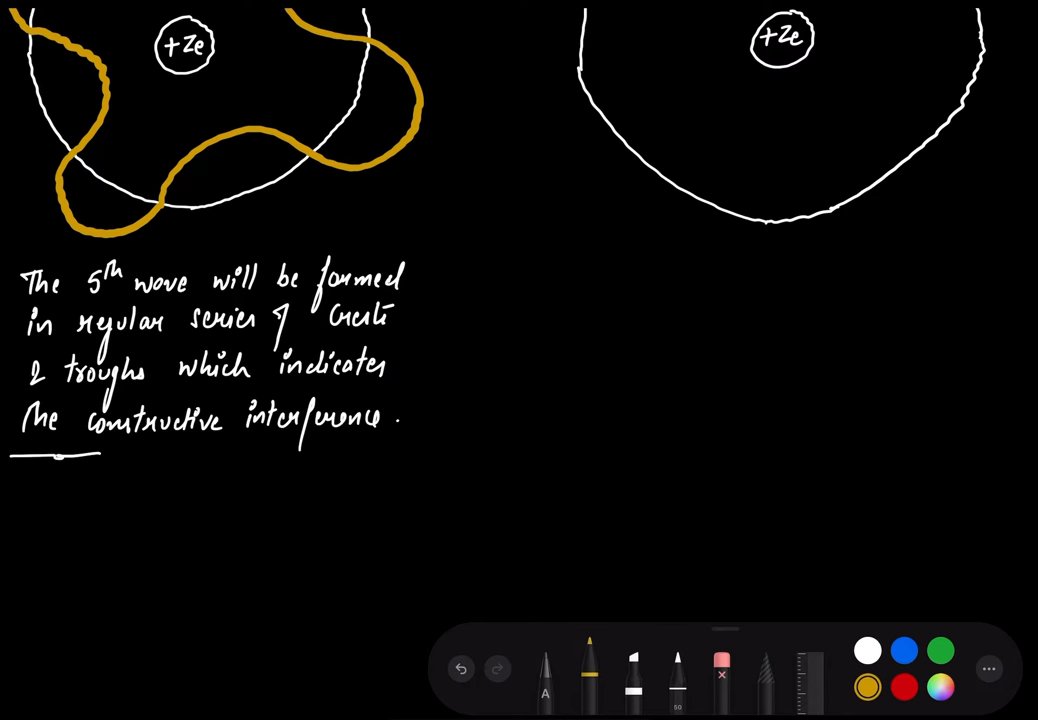 +Ze
+Ze
The 5th wave will be formed
in regular series of Crests
& troughs which indicates
the constructive interference.
A
50